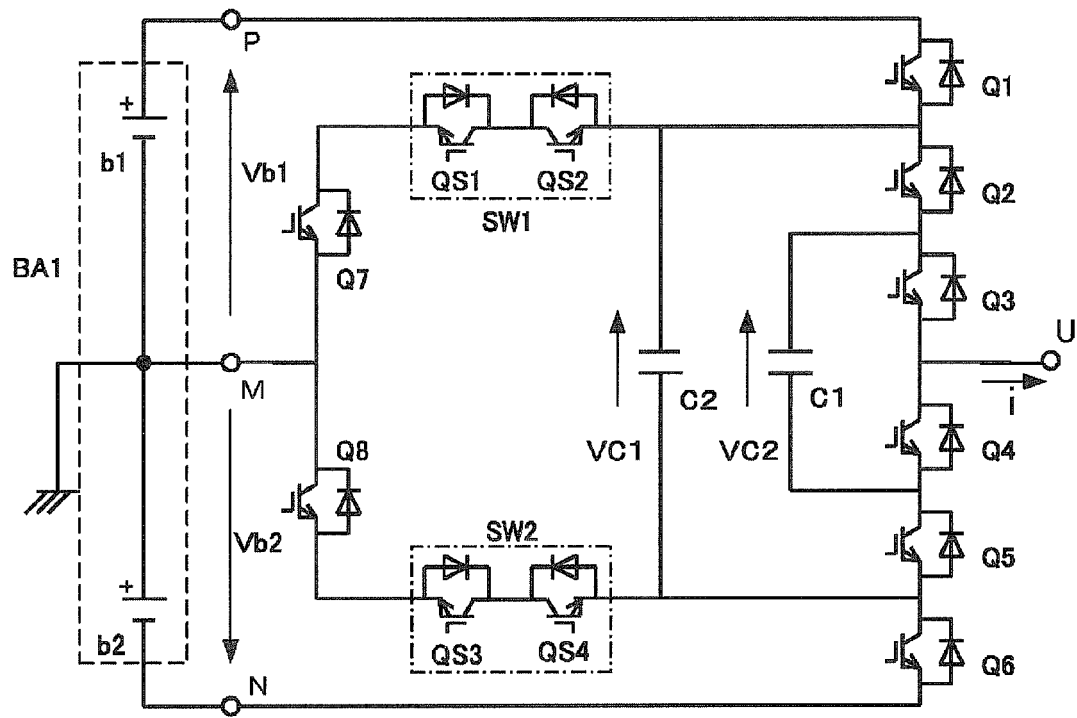 P
+
b1
Vb1
QS1
QS2
SW1
Q1
Q2
BA1
Q7
Q3
U
M
C2
C1
i
VC1
VC2
Q8
Q4
Vb2
SW2
Q5
+
b2
QS3
QS4
Q6
N